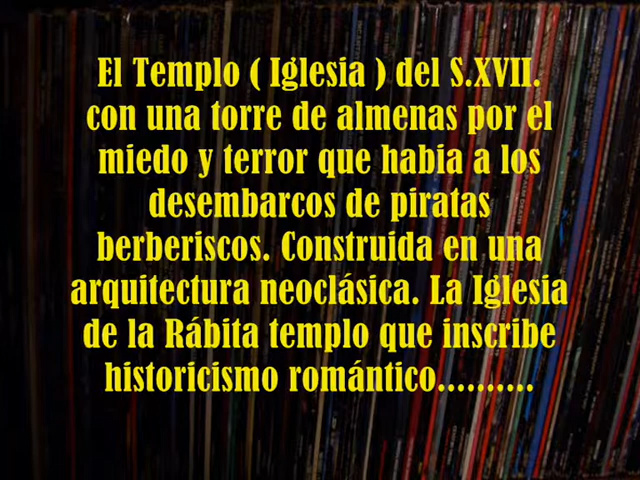 El Templo ( Iglesia ) del S.XVII.
con una torre de almenas por el
miedo y terror que habia a los
desembarcos de piratas
berberiscos. Construida en una
arquitectura neoclásica. La Iglesia
de la Rábita templo que inscribe
historicismo romántico..........